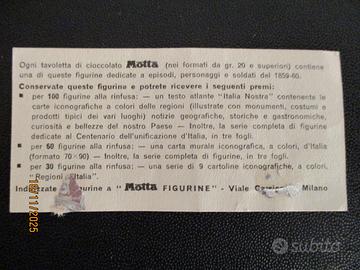 Ogni tavoletta di cioccolato Motta (nei formati da gr. 20 e superiori) contiene
una di queste figurine dedicate a episodi, personaggi e soldati del 1859-60.
Conservate queste figurine e potrete ricevere i seguenti premi:
■ per 100 figurine alla rinfusa: — un testo atlante "Italia Nostra" contenente le
carte iconografiche a colori delle regioni (illustrate con monumenti, costumi e
prodotti tipici dei vari luoghi) notizie geografiche, storiche e gastronomiche,
curiosità e bellezze del nostro Paese — Inoltre, la serie completa di figurine
dedicate al Centenario dell'unificazione d'Italia, in tre fogli.
■ per 50 figurine alla rinfusa: — una carta murale iconografica, a colori, d'Italia
(formato 70×90) — Inoltre, la serie completa di figurine, in tre fogli.
■ per 30 figurine alla rinfusa: — una serie di 9 cartoline iconografiche, a colori,
"Regioni d'Italia".
Indirizzate figurine a "Motta FIGURINE" - Viale Milano
16/11/2025
subito